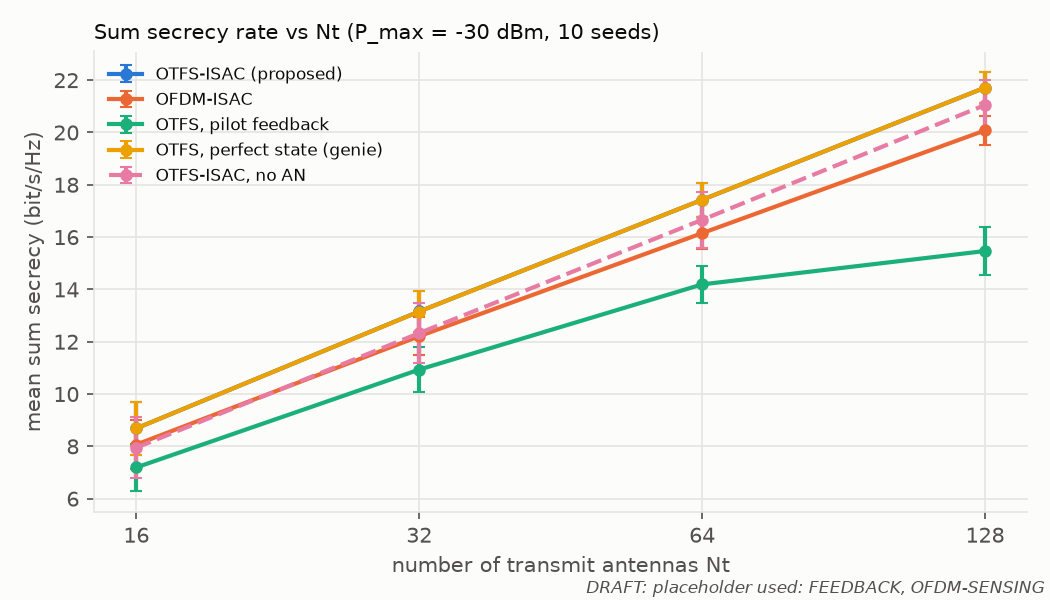 Sum secrecy rate vs Nt (P_max = -30 dBm, 10 seeds)
OTFS-ISAC (proposed)
OFDM-ISAC
OTFS, pilot feedback
OTFS, perfect state (genie)
OTFS-ISAC, no AN
mean sum secrecy (bit/s/Hz)
22
20
18
16
14
12
10
8
6
16
32
64
128
number of transmit antennas Nt
DRAFT: placeholder used: FEEDBACK, OFDM-SENSING